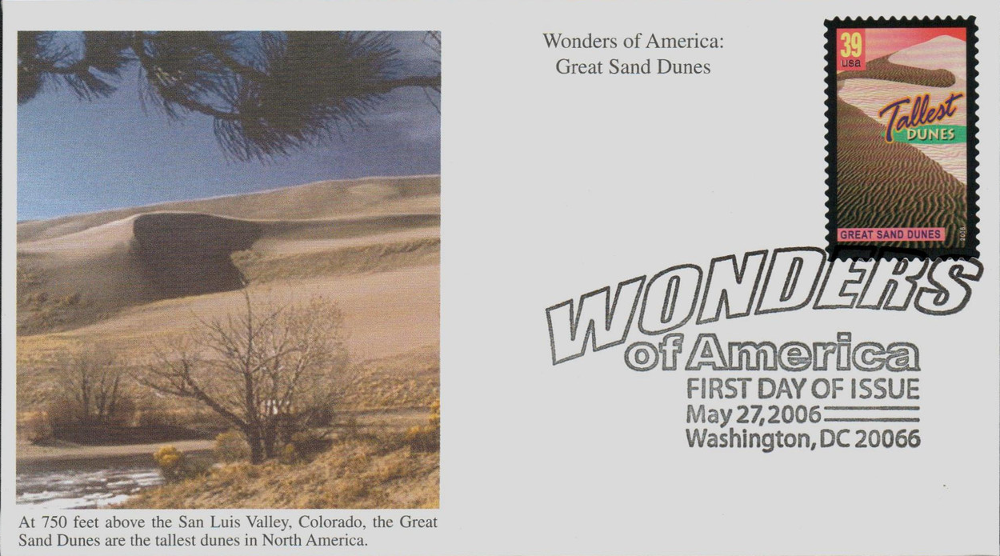 Wonders of America:
Great Sand Dunes
39
usa
Tallest
DUNES
GREAT SAND DUNES
2006
WONDERS
of America
FIRST DAY OF ISSUE
May 27, 2006
Washington, DC 20066
At 750 feet above the San Luis Valley, Colorado, the Great
Sand Dunes are the tallest dunes in North America.